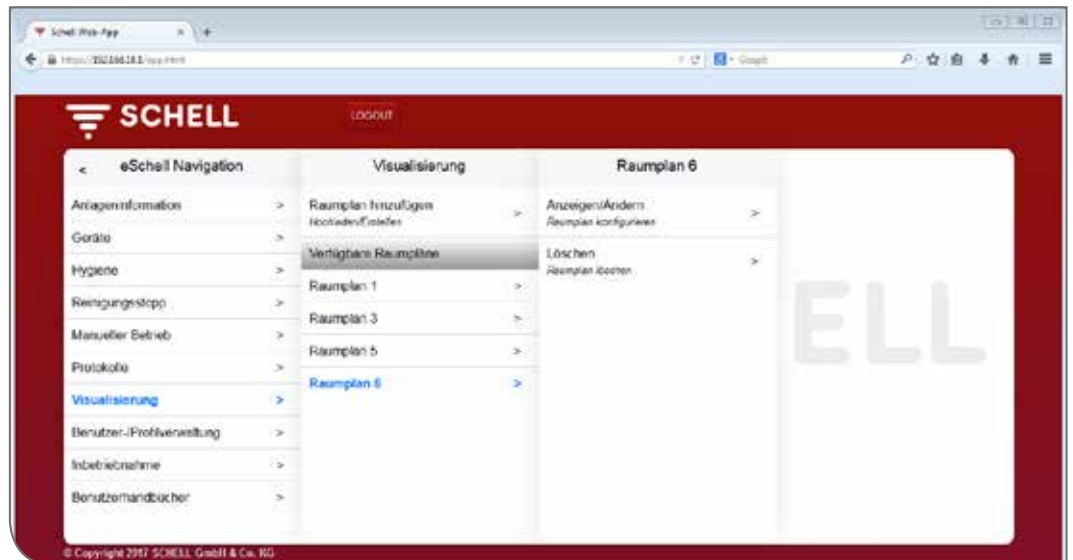 Schell Web-App
LOGOUT
SCHELL
< eSchell Navigation
Anlageninformation >
Geräte >
Hygiene >
Reinigungsstopp >
Manueller Betrieb >
Protokolle >
Visualisierung >
Benutzer-/Profilverwaltung >
Inbetriebnahme >
Benutzerhandbücher >
Visualisierung
Raumplan hinzufügen >
Hochladen/Erstellen
Verfügbare Raumpläne
Raumplan 1 >
Raumplan 3 >
Raumplan 5 >
Raumplan 6 >
Raumplan 6
Anzeigen/Ändern >
Raumplan konfigurieren
Löschen >
Raumplan löschen
ELL
© Copyright 2017 SCHELL GmbH & Co. KG